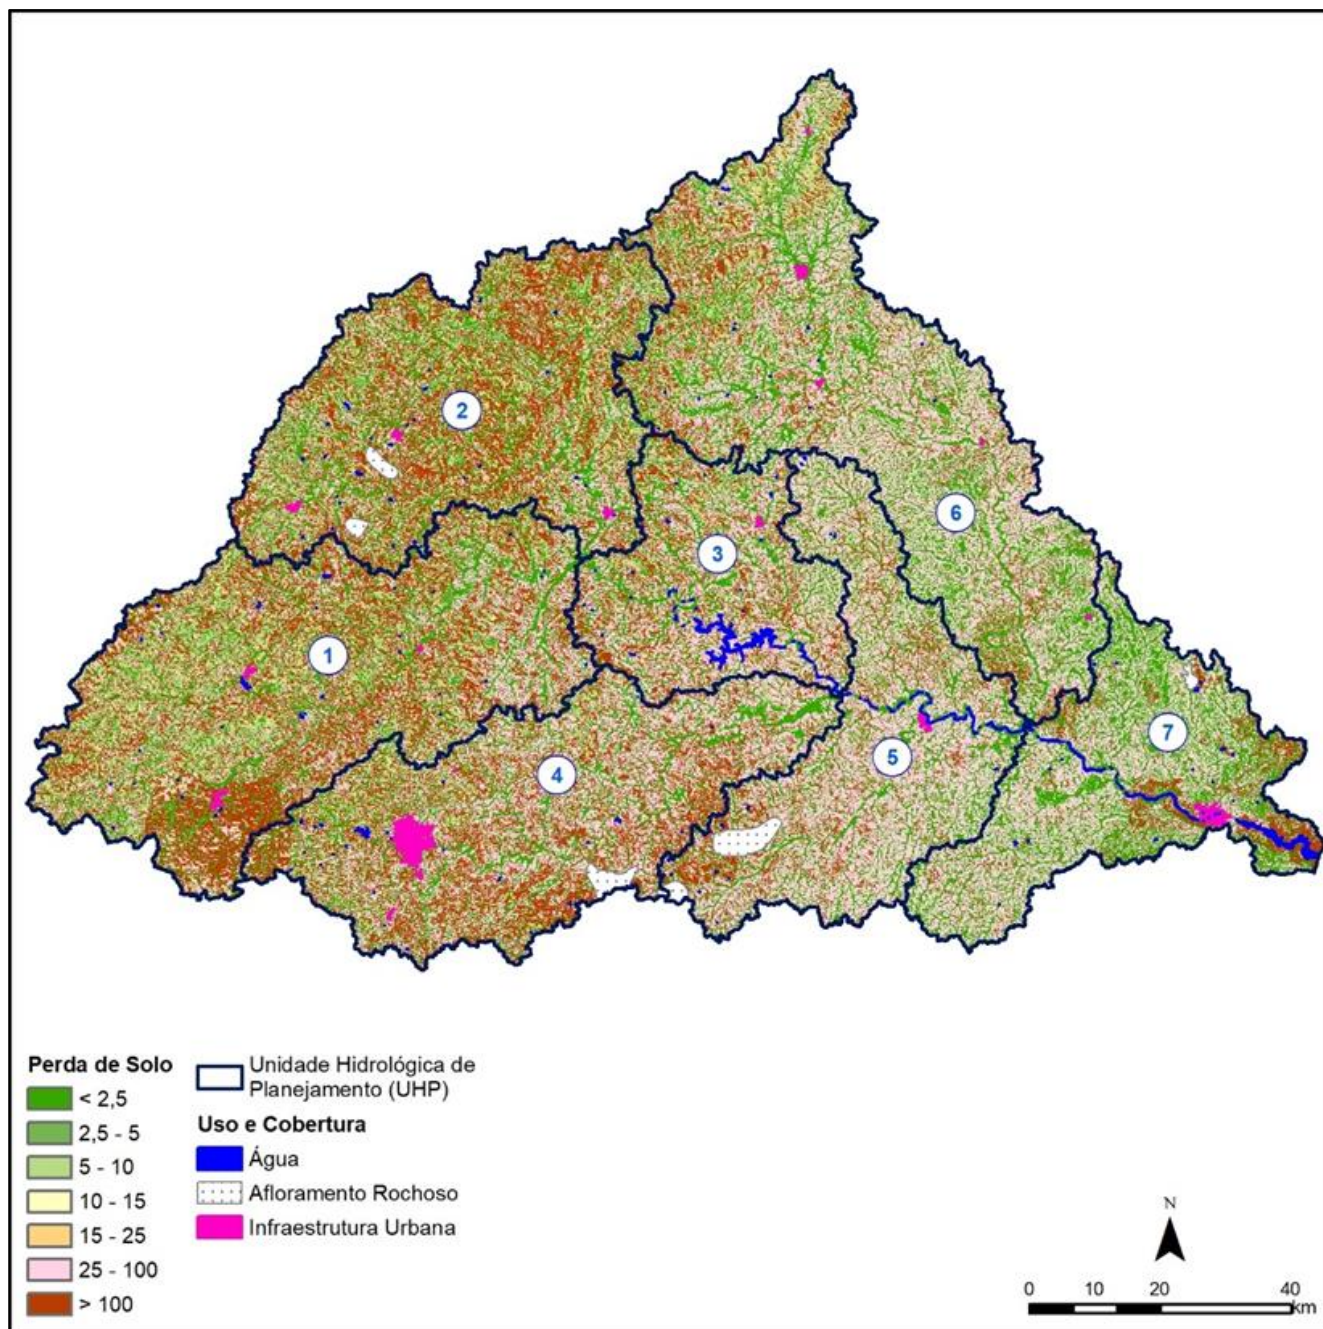 2
6
3
1
7
5
4
Perda de Solo
< 2,5
2,5 - 5
5 - 10
10 - 15
15 - 25
25 - 100
> 100
Unidade Hidrológica de
Planejamento (UHP)
Uso e Cobertura
Água
Afloramento Rochoso
Infraestrutura Urbana
N
0 10 20 40
km